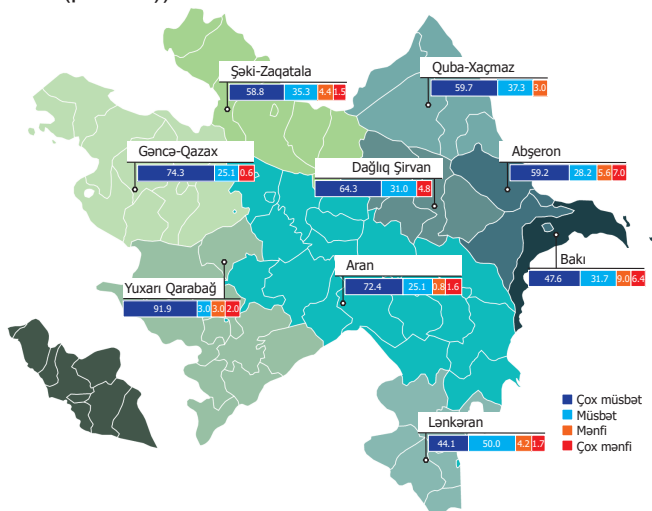 Şəki-Zaqatala
58.8 35.3 4.4 1.5
Quba-Xaçmaz
59.7 37.3 3.0
Gəncə-Qazax
74.3 25.1 0.6
Dağlıq Şirvan
64.3 31.0 4.8
Abşeron
59.2 28.2 5.6 7.0
Bakı
47.6 31.7 9.0 6.4
Aran
72.4 25.1 0.8 1.6
Yuxarı Qarabağ
91.9 3.0 3.0 2.0
Lənkəran
44.1 50.0 4.2 1.7
Çox müsbət
Müsbət
Mənfi
Çox mənfi